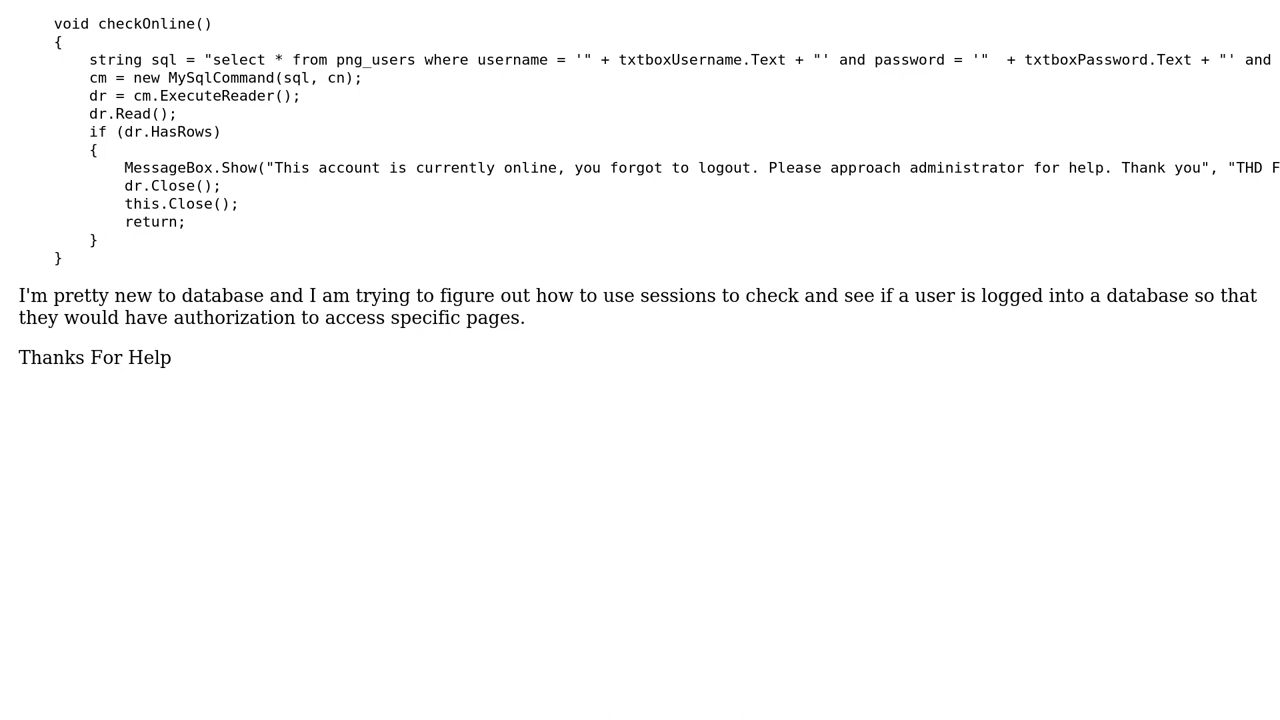 void checkOnline()
{
string sql = "select * from png_users where username = '" + txtboxUsername.Text + "' and password = '"  + txtboxPassword.Text + "' and
cm = new MySqlCommand(sql, cn);
dr = cm.ExecuteReader();
dr.Read();
if (dr.HasRows)
{
MessageBox.Show("This account is currently online, you forgot to logout. Please approach administrator for help. Thank you", "THD F
dr.Close();
this.Close();
return;
}
}
I'm pretty new to database and I am trying to figure out how to use sessions to check and see if a user is logged into a database so that
they would have authorization to access specific pages.
Thanks For Help